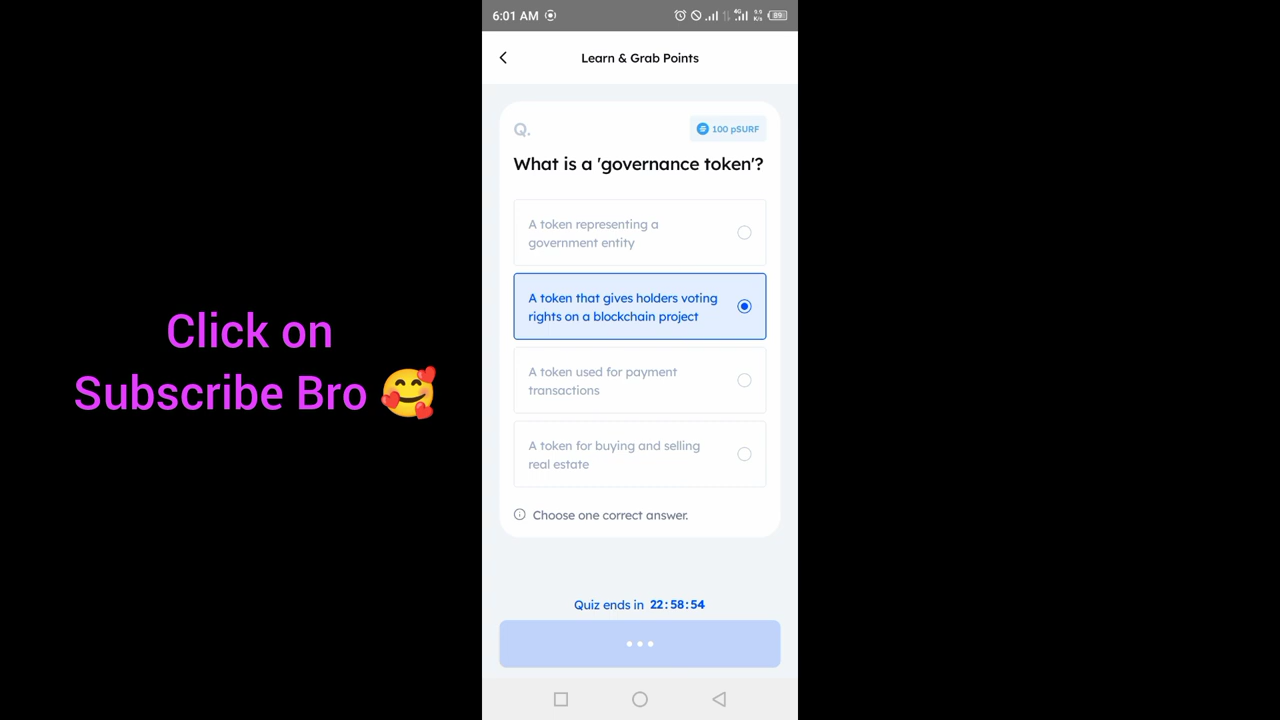 6:01 AM
4G
89
Learn & Grab Points
Q.
100 pSURF
What is a 'governance token'?
A token representing a
government entity
A token that gives holders voting
rights on a blockchain project
A token used for payment
transactions
A token for buying and selling
real estate
Choose one correct answer.
Quiz ends in 22:58:54
Click on
Subscribe Bro 🥰